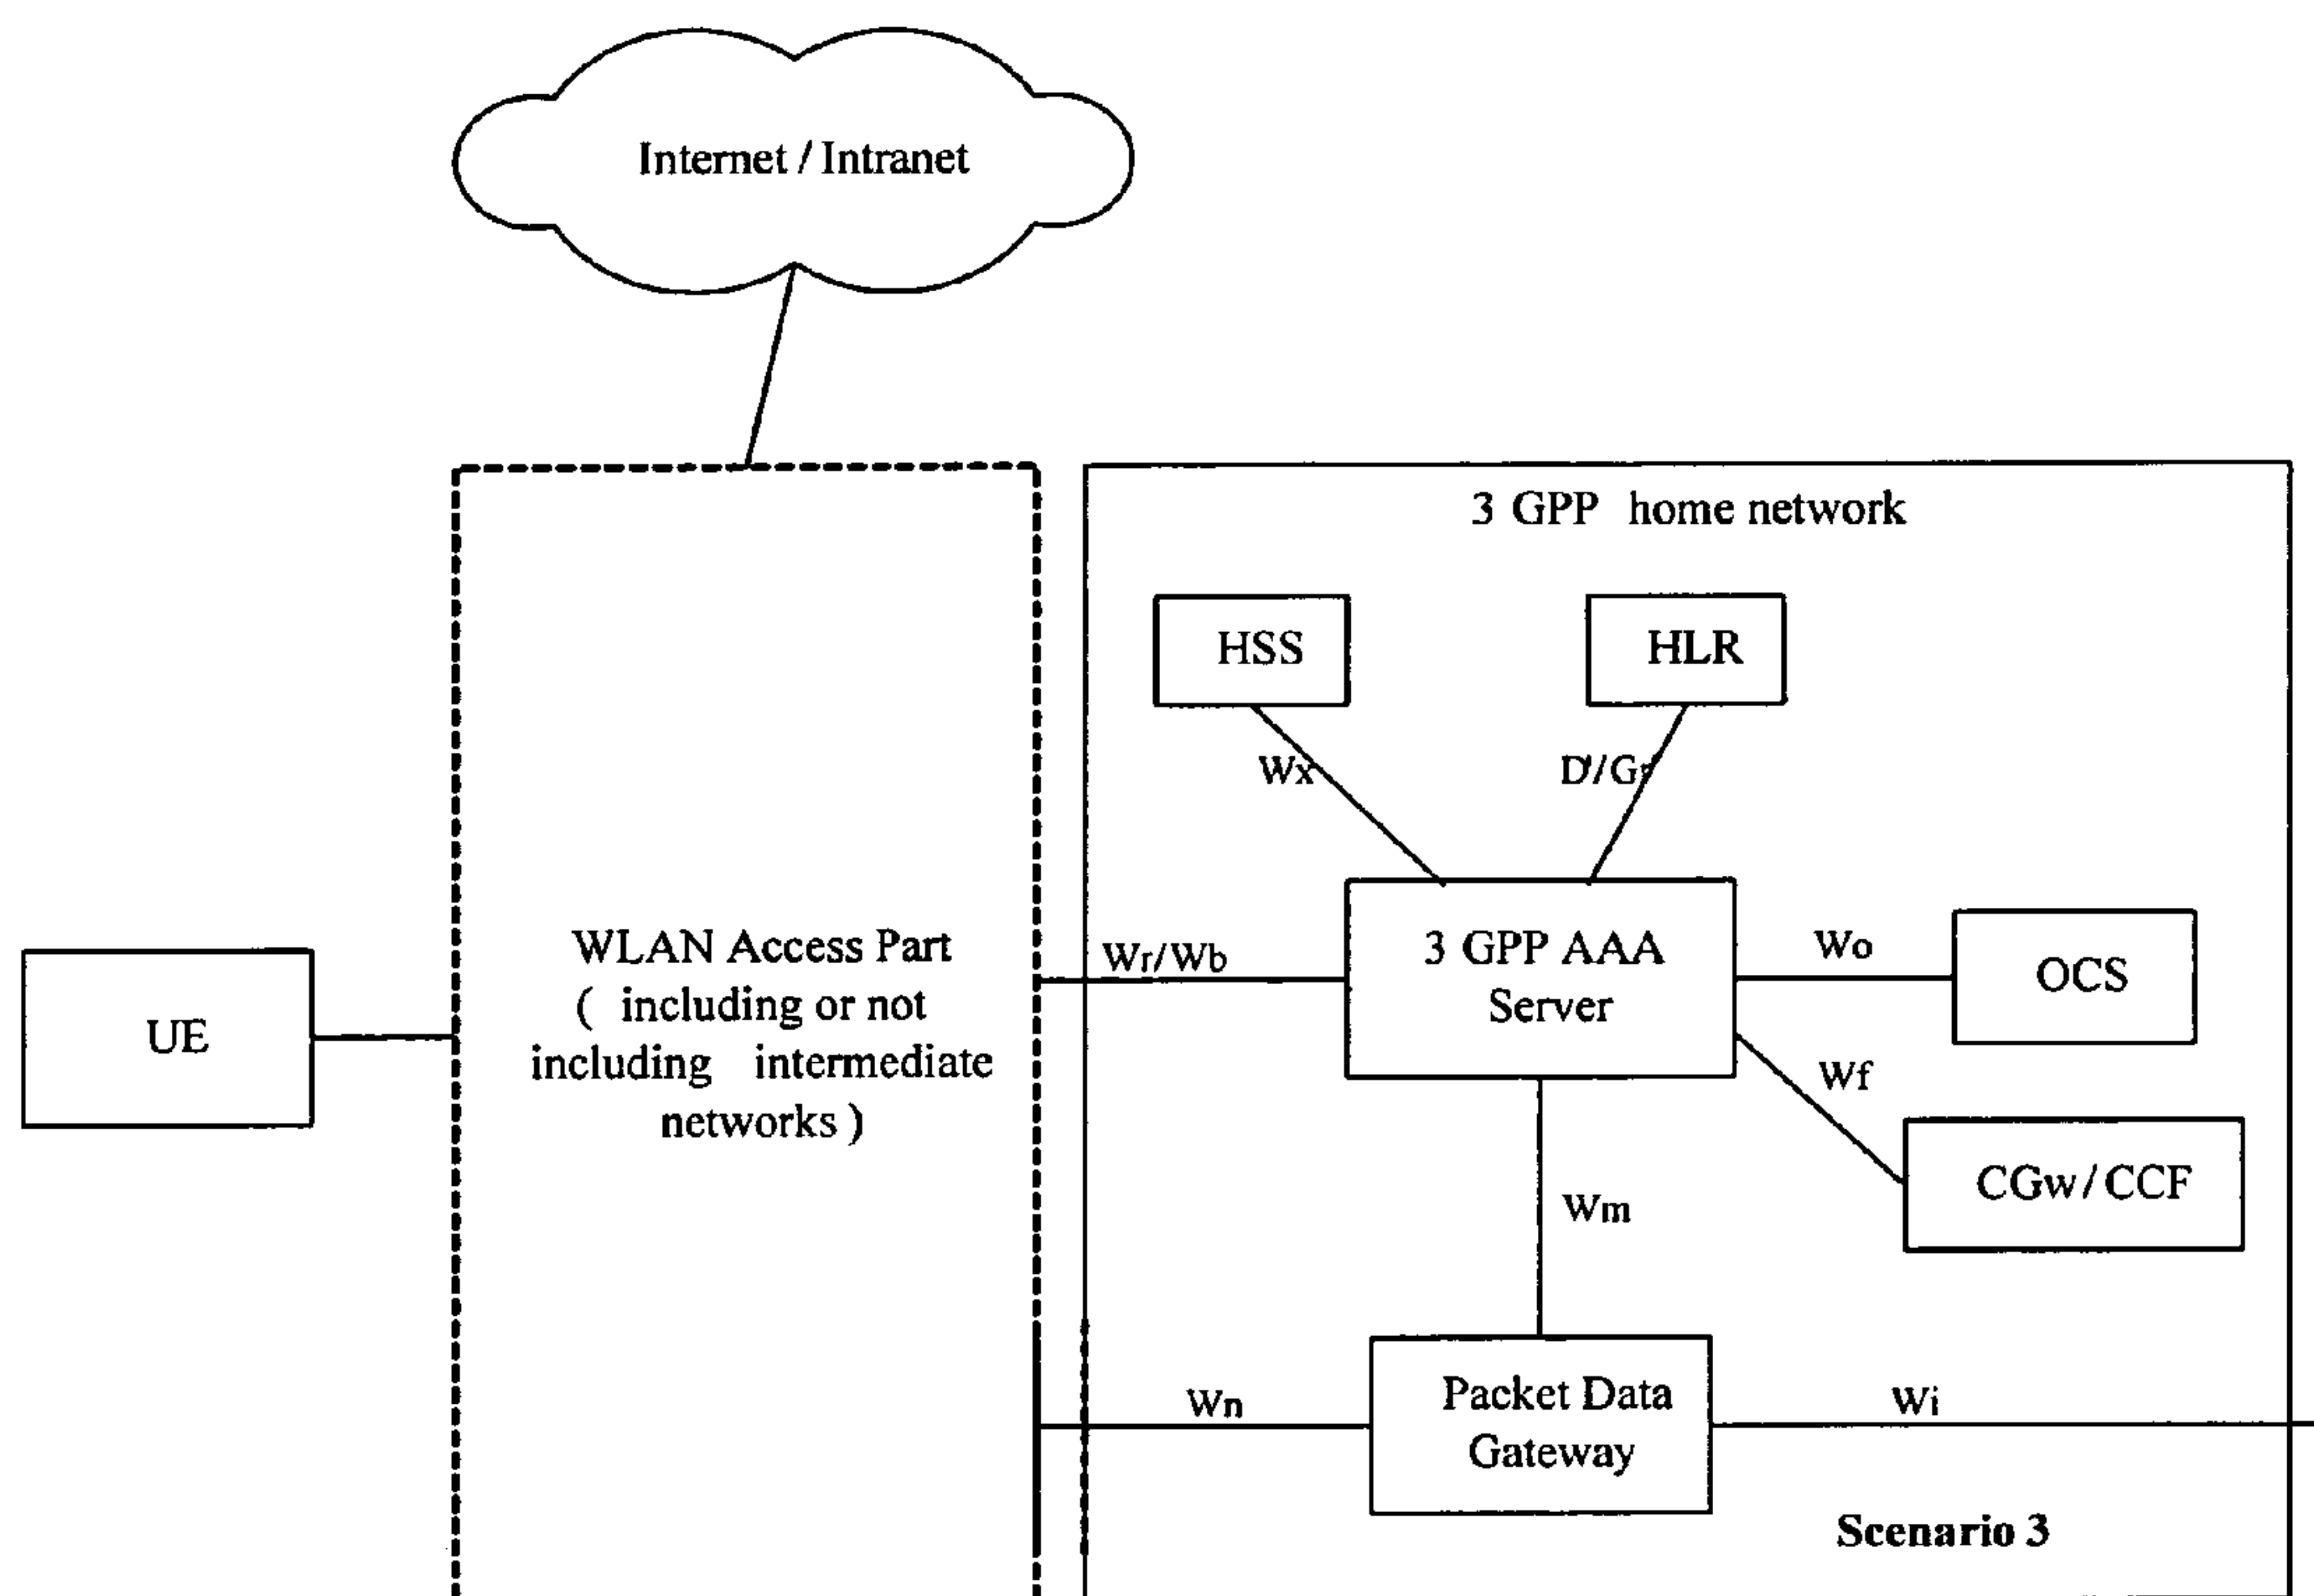 Internet / Intranet
3 GPP home network
HSS
HLR
Wx
D'/Gr
WLAN Access Part
( including or not
including intermediate
networks )
UE
Wr/Wb
3 GPP AAA
Server
Wo
OCS
Wf
CGw / CCF
Wm
Wn
Packet Data
Gateway
Wi
Scenario 3